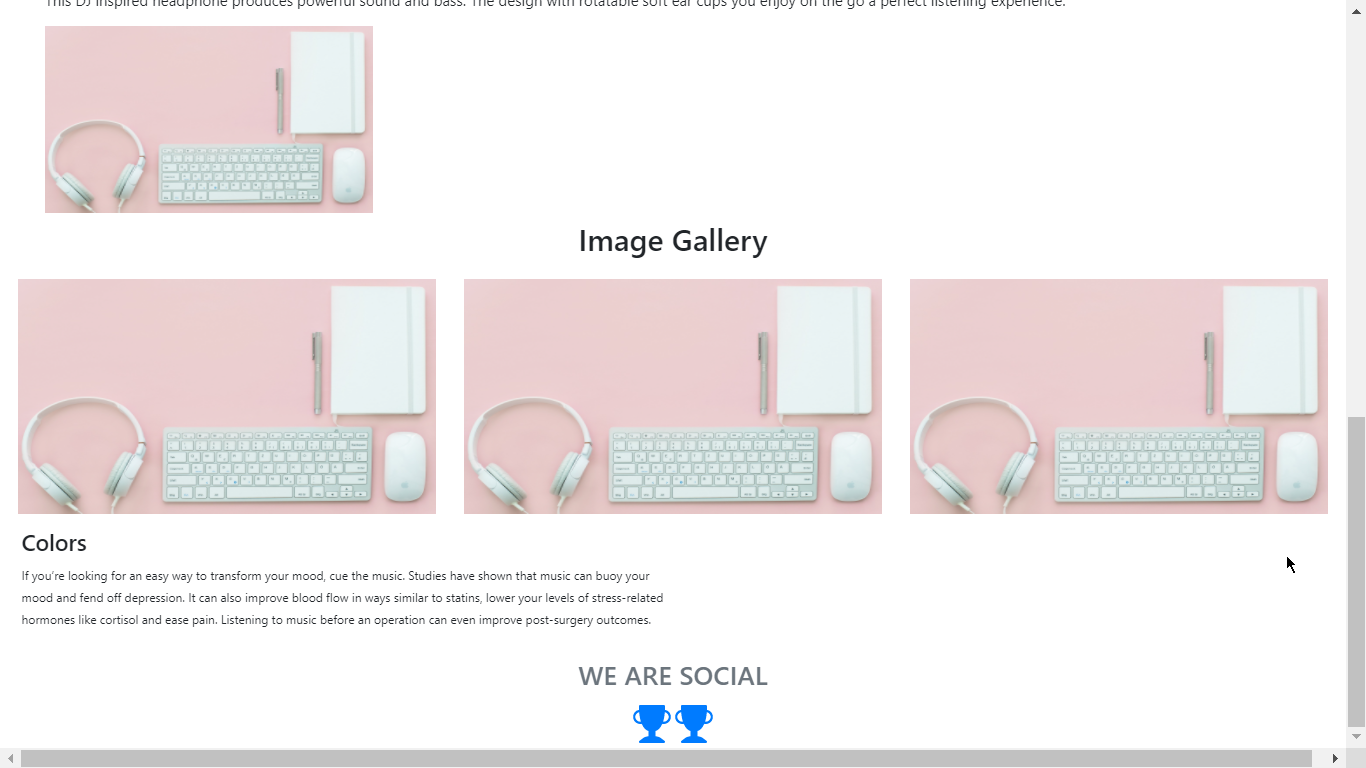 This DJ Inspired headphone produces powerful sound and bass. The design with rotatable soft ear cups you enjoy on the go a perfect listening experience.
Image Gallery
Colors
If you're looking for an easy way to transform your mood, cue the music. Studies have shown that music can buoy your
mood and fend off depression. It can also improve blood flow in ways similar to statins, lower your levels of stress-related
hormones like cortisol and ease pain. Listening to music before an operation can even improve post-surgery outcomes.
WE ARE SOCIAL